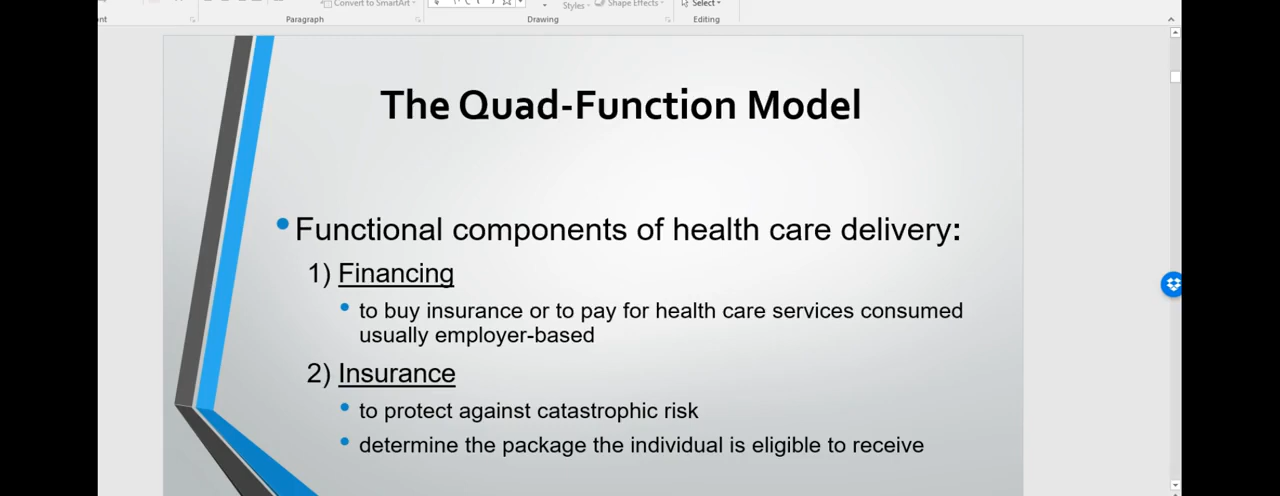 Convert to SmartArt
Styles
Shape Effects
Select
Paragraph
Drawing
Editing
The Quad-Function Model
Functional components of health care delivery:
1) Financing
to buy insurance or to pay for health care services consumed
usually employer-based
2) Insurance
to protect against catastrophic risk
determine the package the individual is eligible to receive